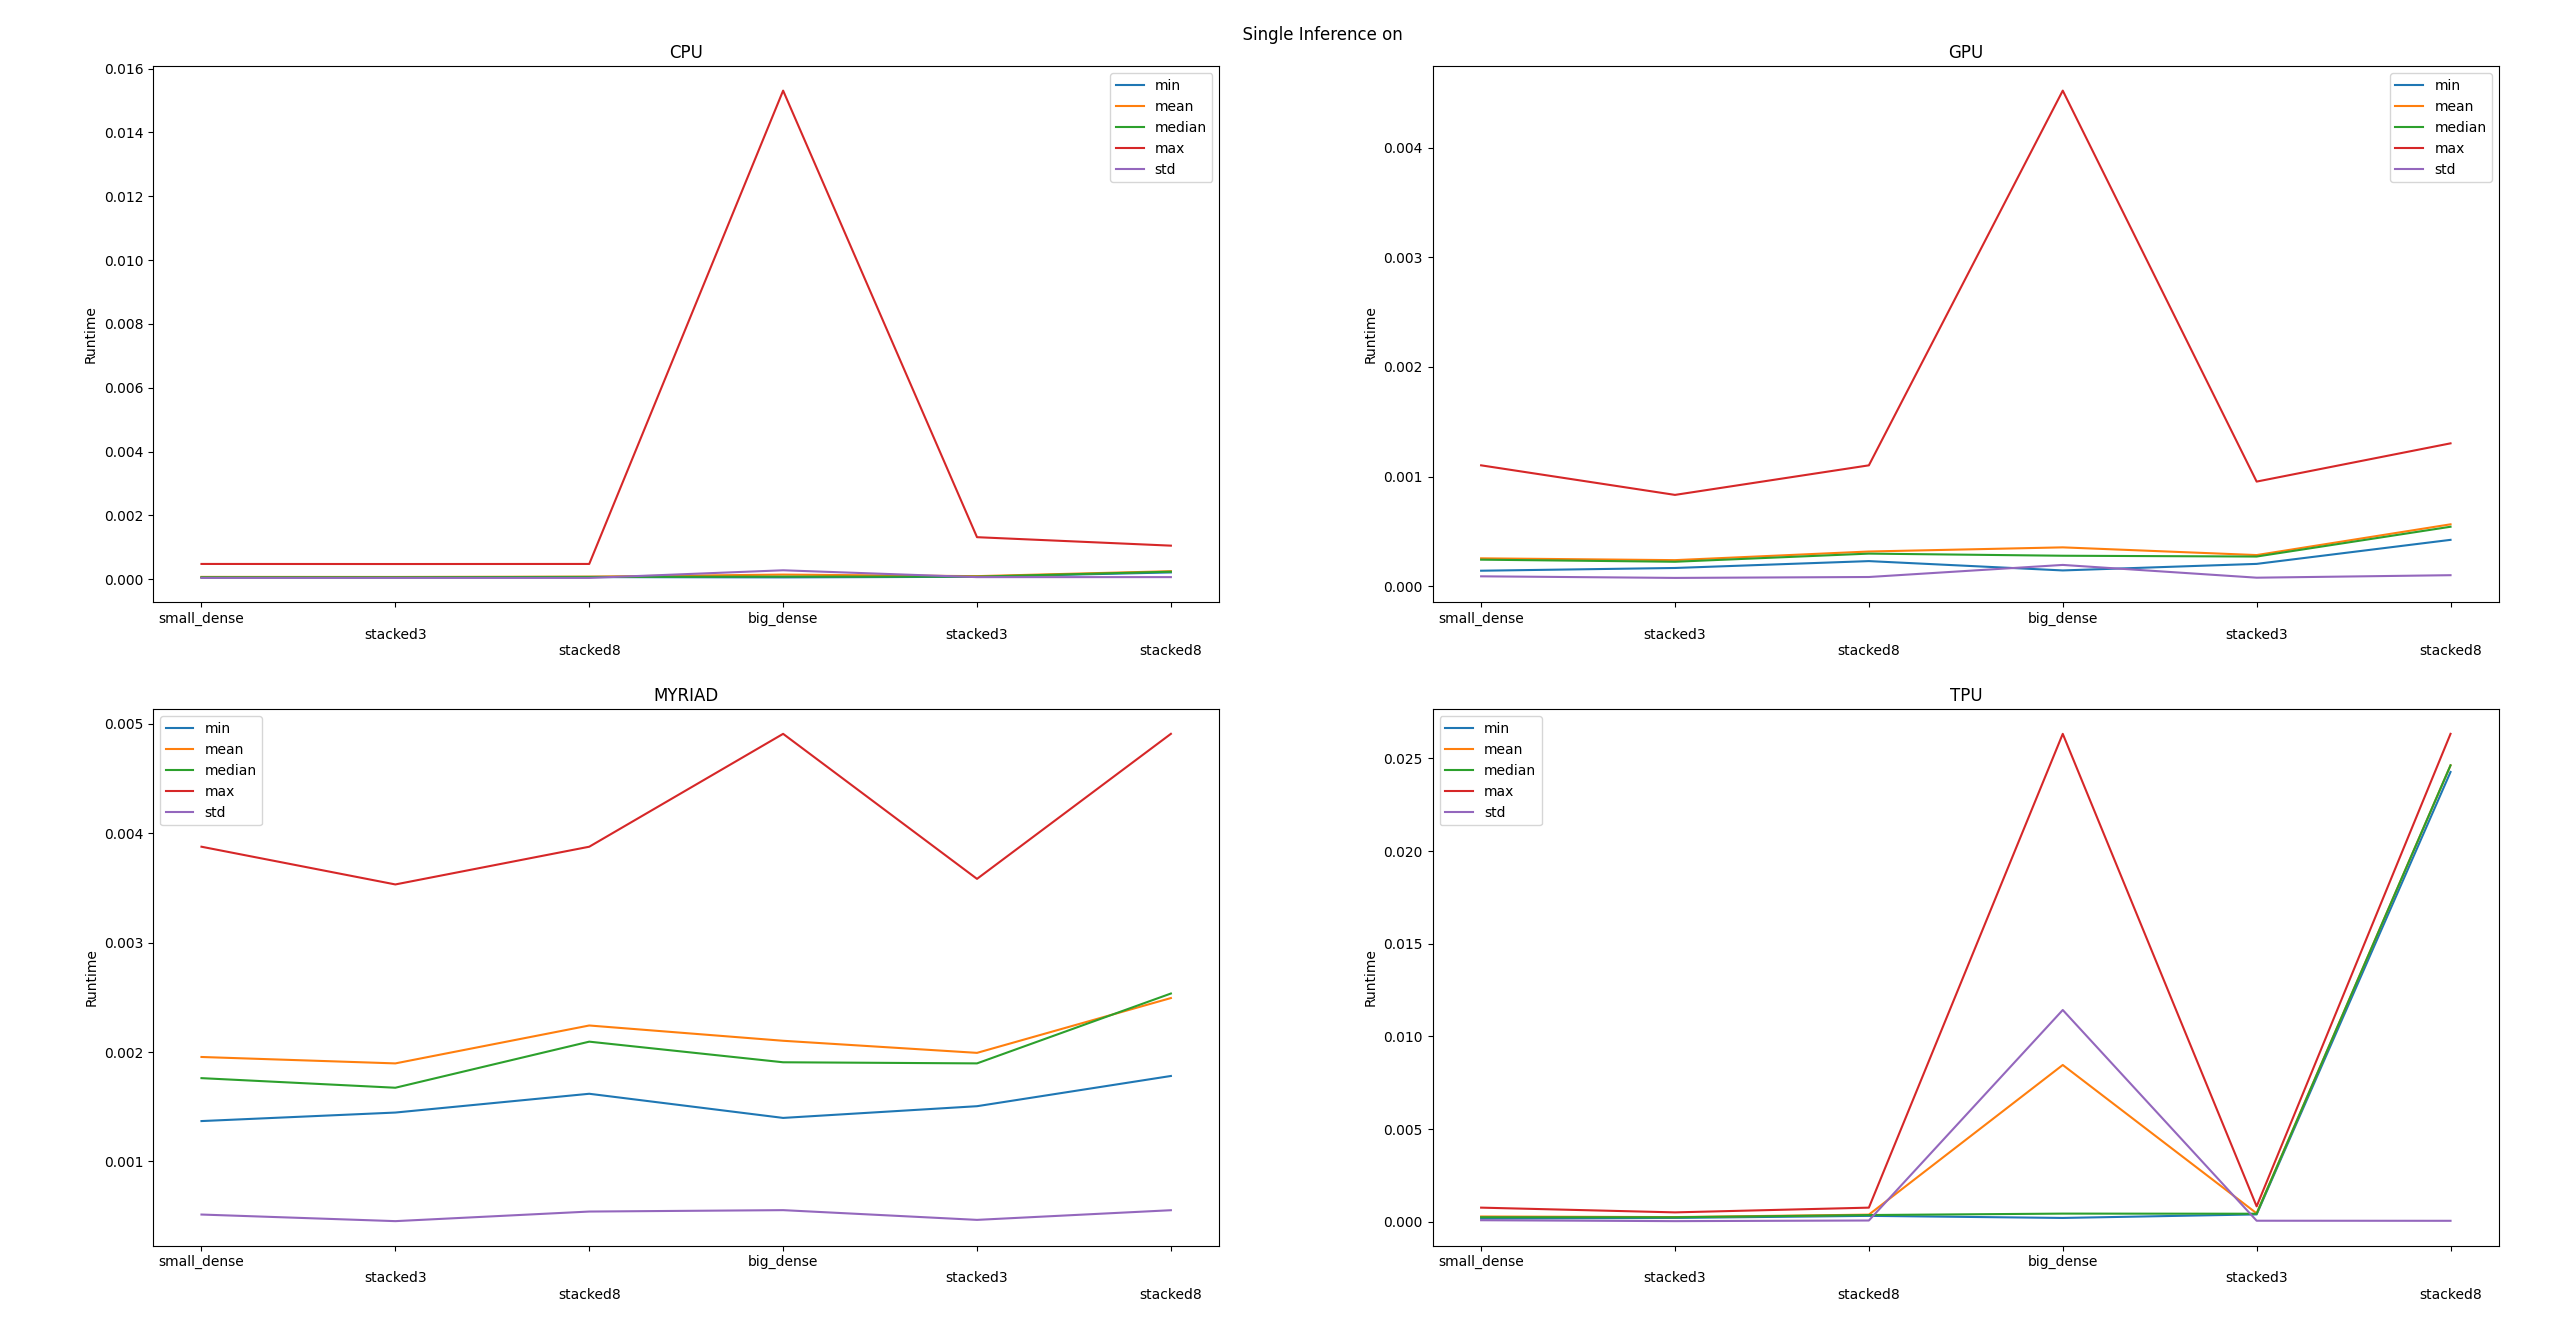 Single Inference on
CPU
0.016
0.014
0.012
0.010
0.008
0.006
0.004
0.002
0.000
Runtime
min
mean
median
max
std
small_dense
stacked3
stacked8
big_dense
stacked3
stacked8
GPU
0.004
0.003
0.002
0.001
0.000
Runtime
min
mean
median
max
std
small_dense
stacked3
stacked8
big_dense
stacked3
stacked8
MYRIAD
0.005
0.004
0.003
0.002
0.001
Runtime
min
mean
median
max
std
small_dense
stacked3
stacked8
big_dense
stacked3
stacked8
TPU
0.025
0.020
0.015
0.010
0.005
0.000
Runtime
min
mean
median
max
std
small_dense
stacked3
stacked8
big_dense
stacked3
stacked8